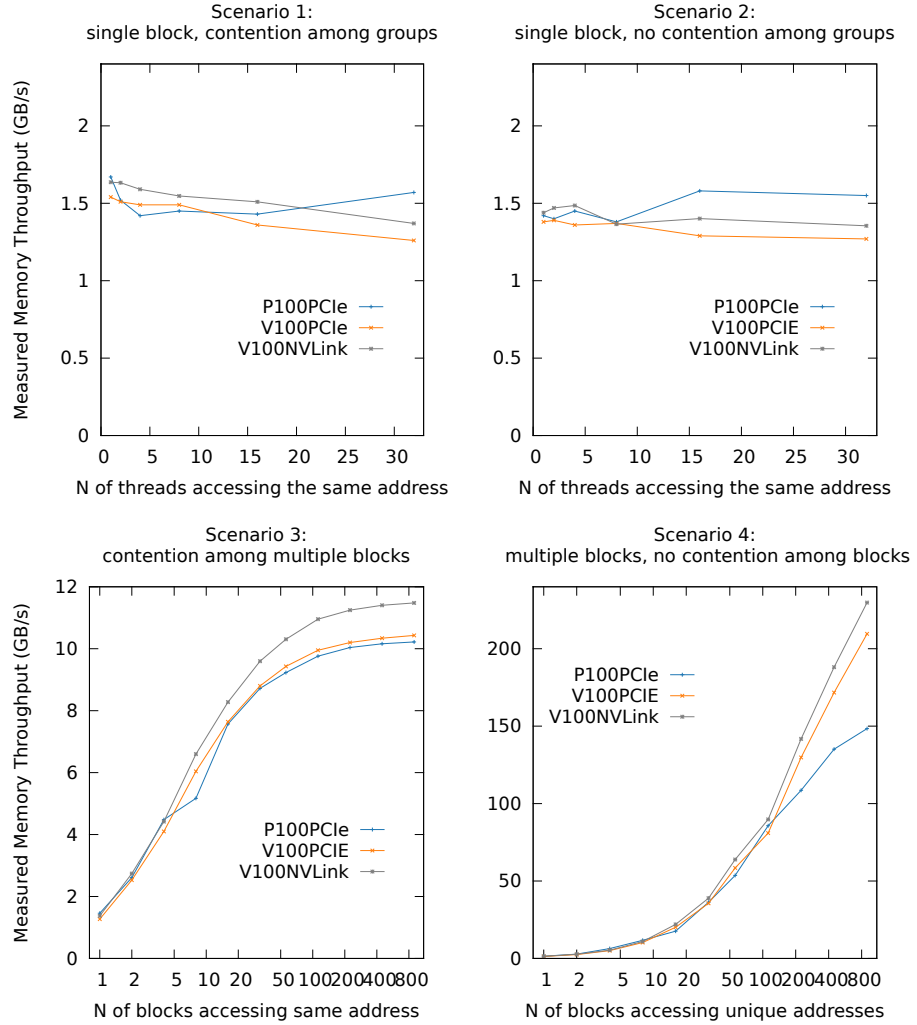 Scenario 1:
single block, contention among groups
Measured Memory Throughput (GB/s)
2
1.5
1
0.5
0
P100PCIe
V100PCIe
V100NVLink
0 5 10 15 20 25 30
N of threads accessing the same address
Scenario 2:
single block, no contention among groups
2
1.5
1
0.5
0
P100PCIe
V100PCIE
V100NVLink
0 5 10 15 20 25 30
N of threads accessing the same address
Scenario 3:
contention among multiple blocks
Measured Memory Throughput (GB/s)
12
10
8
6
4
2
0
P100PCIe
V100PCIE
V100NVLink
1 2 5 10 20 50 100 200 400 800
N of blocks accessing same address
Scenario 4:
multiple blocks, no contention among blocks
200
150
100
50
0
P100PCIe
V100PCIE
V100NVLink
1 2 5 10 20 50 100 200 400 800
N of blocks accessing unique addresses